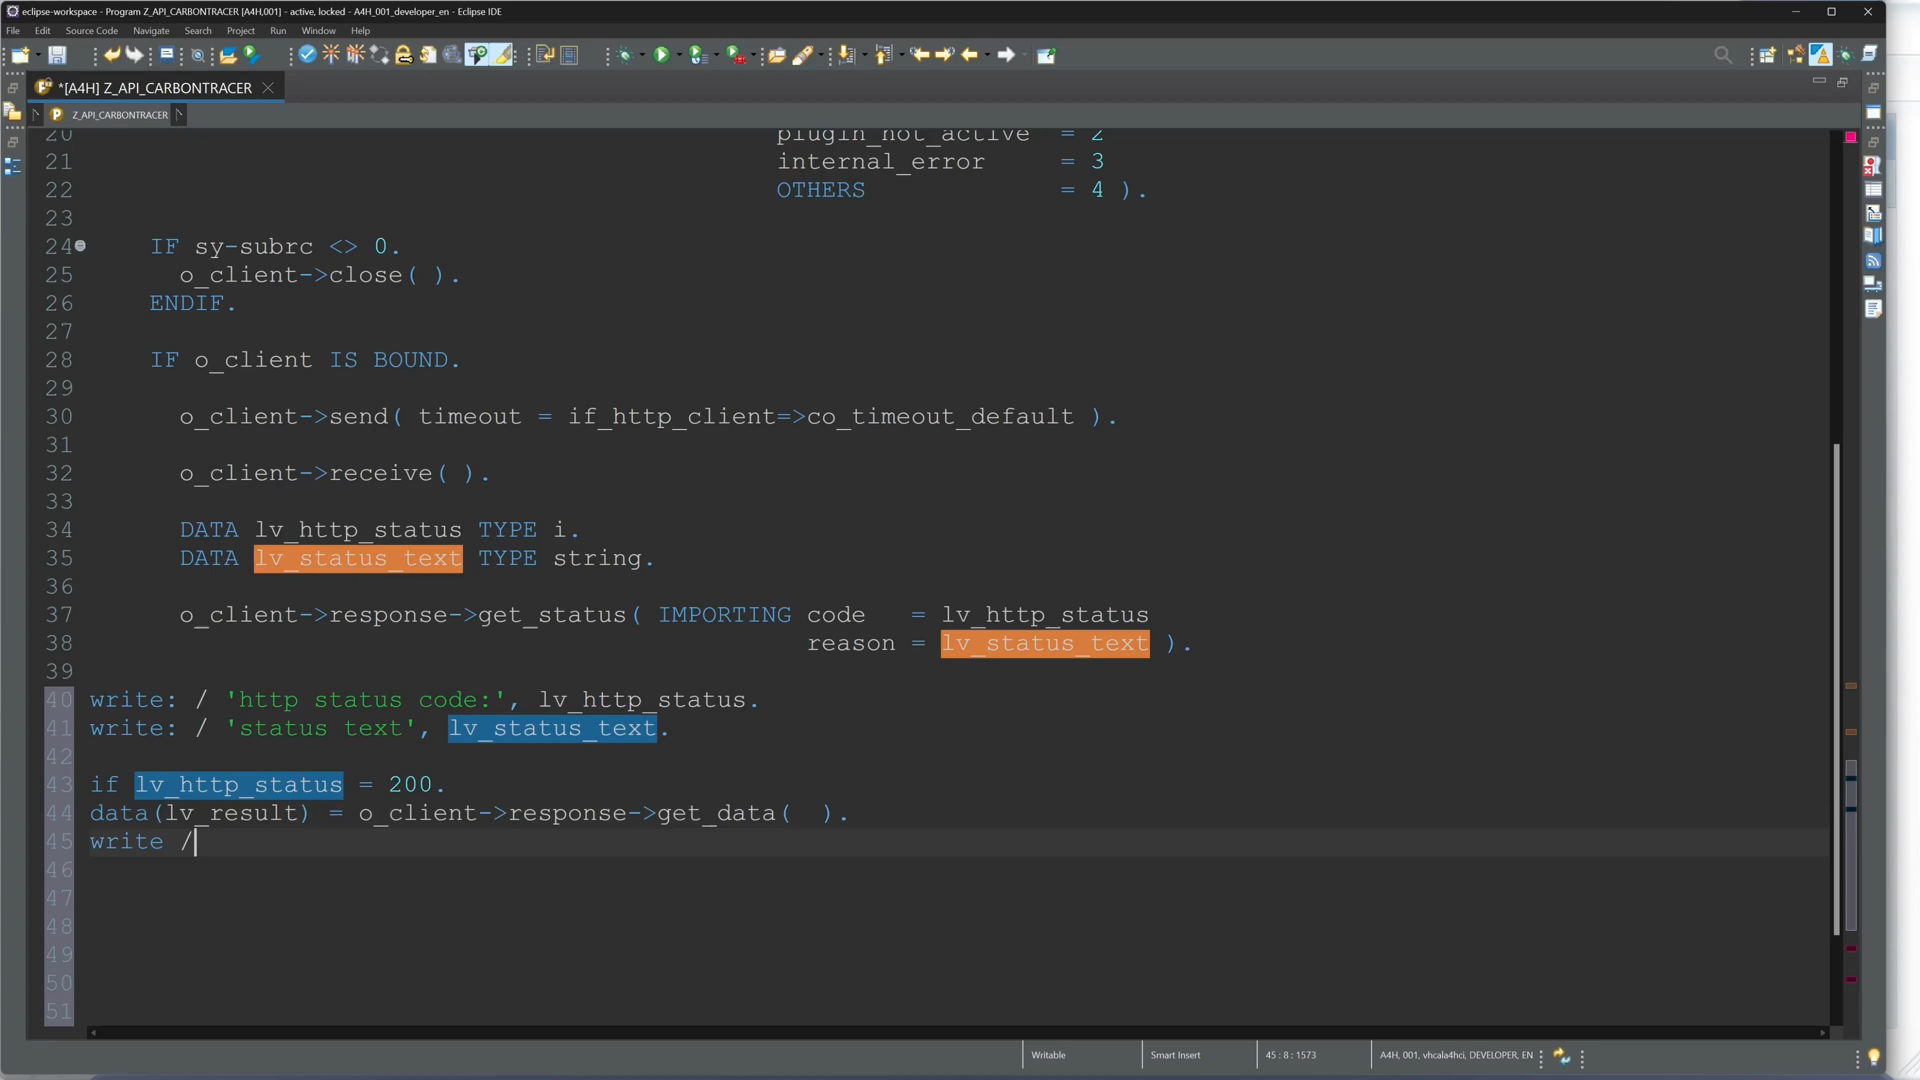 eclipse-workspace - Program Z_API_CARBONTRACER [A4H,001] - active, locked - A4H_001_developer_en - Eclipse IDE
File Edit Source Code Navigate Search Project Run Window Help
*[A4H] Z_API_CARBONTRACER
Z_API_CARBONTRACER
20 plugin_not_active = 2
21 internal_error = 3
22 OTHERS = 4 ).
23
24 IF sy-subrc <> 0.
25 o_client->close( ).
26 ENDIF.
27
28 IF o_client IS BOUND.
29
30 o_client->send( timeout = if_http_client=>co_timeout_default ).
31
32 o_client->receive( ).
33
34 DATA lv_http_status TYPE i.
35 DATA lv_status_text TYPE string.
36
37 o_client->response->get_status( IMPORTING code = lv_http_status
38 reason = lv_status_text ).
39
40 write: / 'http status code:', lv_http_status.
41 write: / 'status text', lv_status_text.
42
43 if lv_http_status = 200.
44 data(lv_result) = o_client->response->get_data( ).
45 write /
46
47
48
49
50
51
Writable Smart Insert 45 : 8 : 1573 A4H, 001, vhcala4hci, DEVELOPER, EN